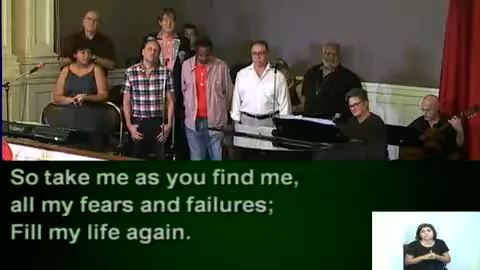 So take me as you find me,
all my fears and failures;
Fill my life again.